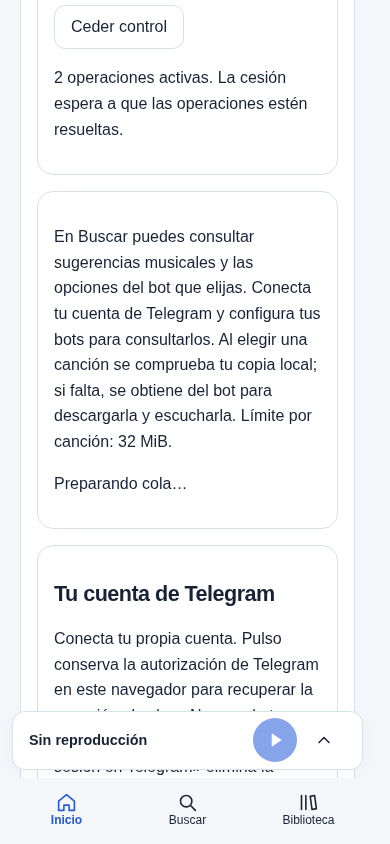 Ceder control
2 operaciones activas. La cesión
espera a que las operaciones estén
resueltas.
En Buscar puedes consultar
sugerencias musicales y las
opciones del bot que elijas. Conecta
tu cuenta de Telegram y configura tus
bots para consultarlos. Al elegir una
canción se comprueba tu copia local;
si falta, se obtiene del bot para
descargarla y escucharla. Límite por
canción: 32 MiB.
Preparando cola…
Tu cuenta de Telegram
Conecta tu propia cuenta. Pulso
conserva la autorización de Telegram
en este navegador para recuperar la
Sin reproducción
Inicio
Buscar
Biblioteca